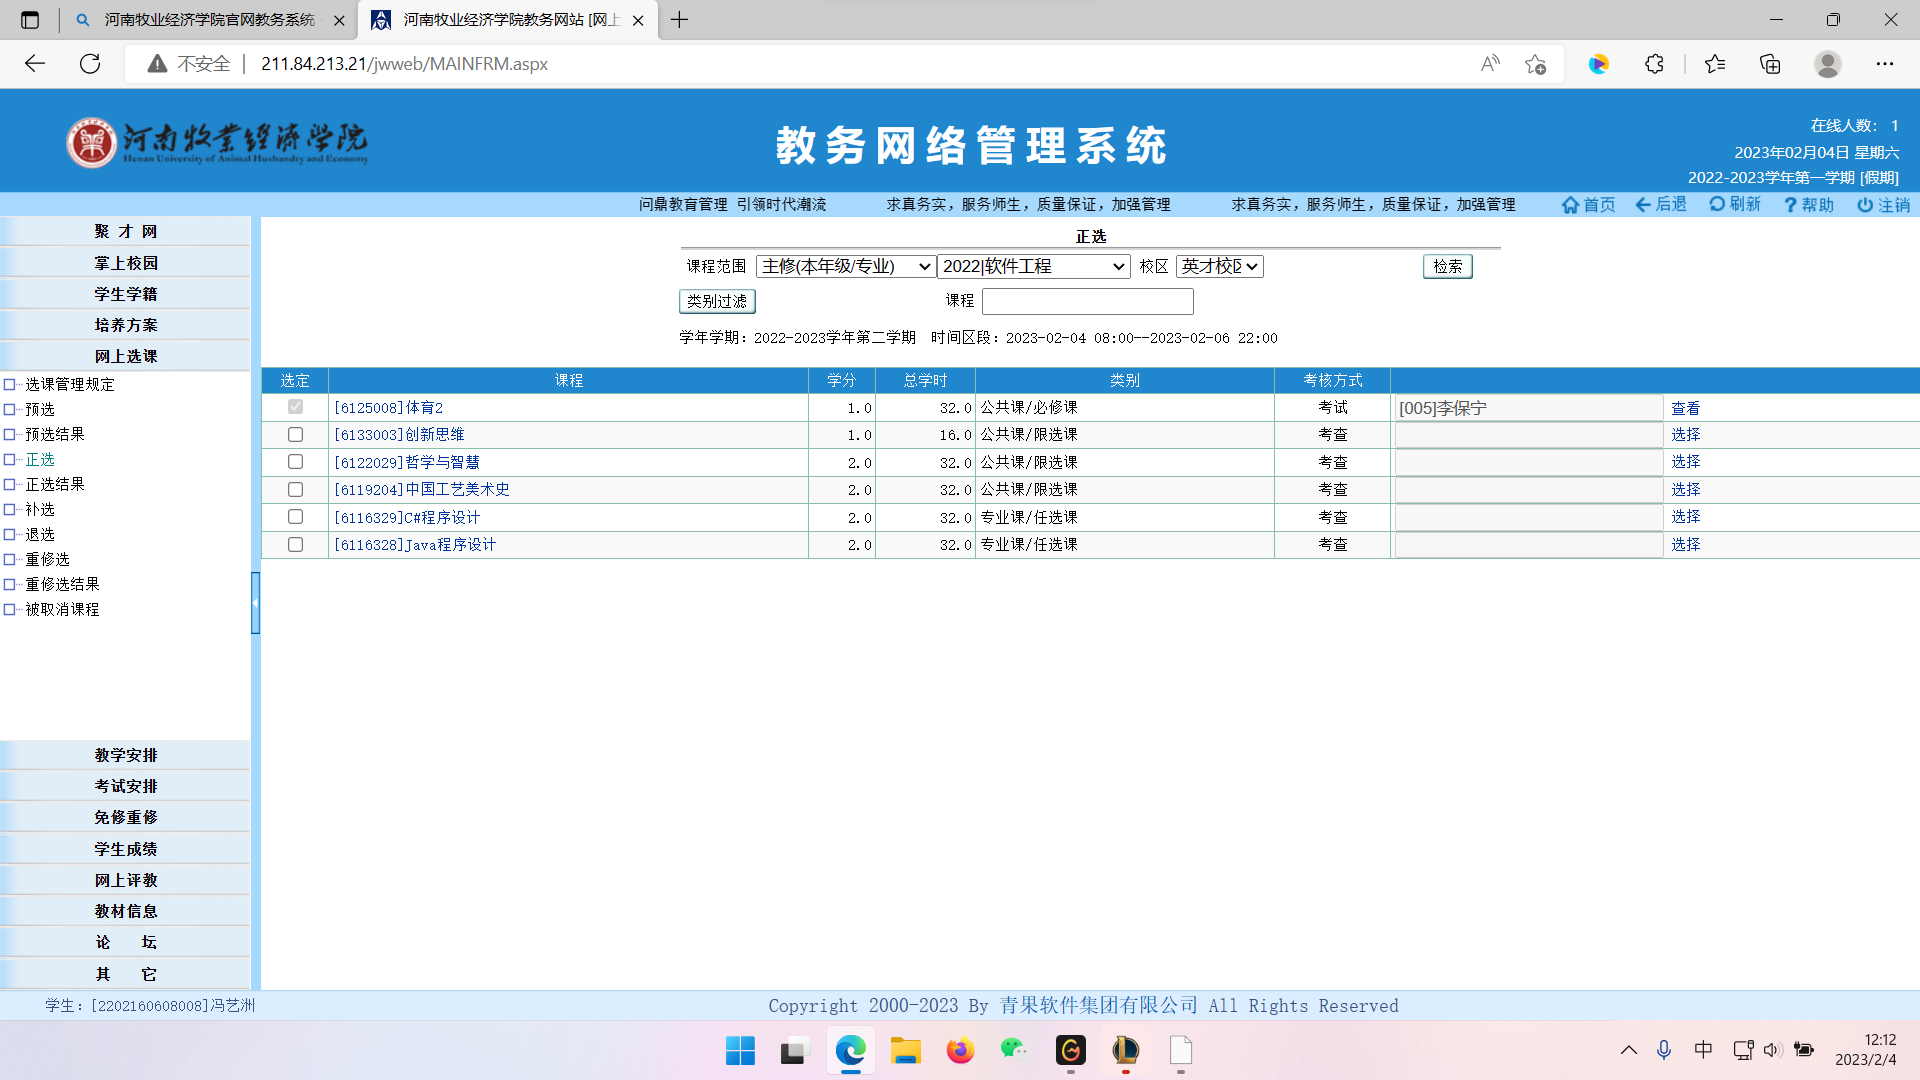 河南牧业经济学院官网教务系统
河南牧业经济学院教务网站 [网上
不安全 211.84.213.21/jwweb/MAINFRM.aspx
河南牧业经济学院
Henan University of Animal Husbandry and Economy
教务网络管理系统
在线人数： 1
2023年02月04日 星期六
2022-2023学年第一学期 [假期]
问鼎教育管理 引领时代潮流 求真务实，服务师生，质量保证，加强管理 求真务实，服务师生，质量保证，加强管理
首页 后退 刷新 帮助 注销
聚 才 网
掌上校园
学生学籍
培养方案
网上选课
选课管理规定
预选
预选结果
正选
正选结果
补选
退选
重修选
重修选结果
被取消课程
教学安排
考试安排
免修重修
学生成绩
网上评教
教材信息
论 坛
其 它
正选
课程范围 主修(本年级/专业) 2022|软件工程 校区 英才校区 检索
类别过滤 课程
学年学期：2022-2023学年第二学期 时间区段：2023-02-04 08:00--2023-02-06 22:00
选定 课程 学分 总学时 类别 考核方式
[6125008]体育2 1.0 32.0 公共课/必修课 考试 [005]李保宁 查看
[6133003]创新思维 1.0 16.0 公共课/限选课 考查 选择
[6122029]哲学与智慧 2.0 32.0 公共课/限选课 考查 选择
[6119204]中国工艺美术史 2.0 32.0 公共课/限选课 考查 选择
[6116329]C#程序设计 2.0 32.0 专业课/任选课 考查 选择
[6116328]Java程序设计 2.0 32.0 专业课/任选课 考查 选择
学生：[2202160608008]冯艺洲
Copyright 2000-2023 By 青果软件集团有限公司 All Rights Reserved
中
12:12
2023/2/4